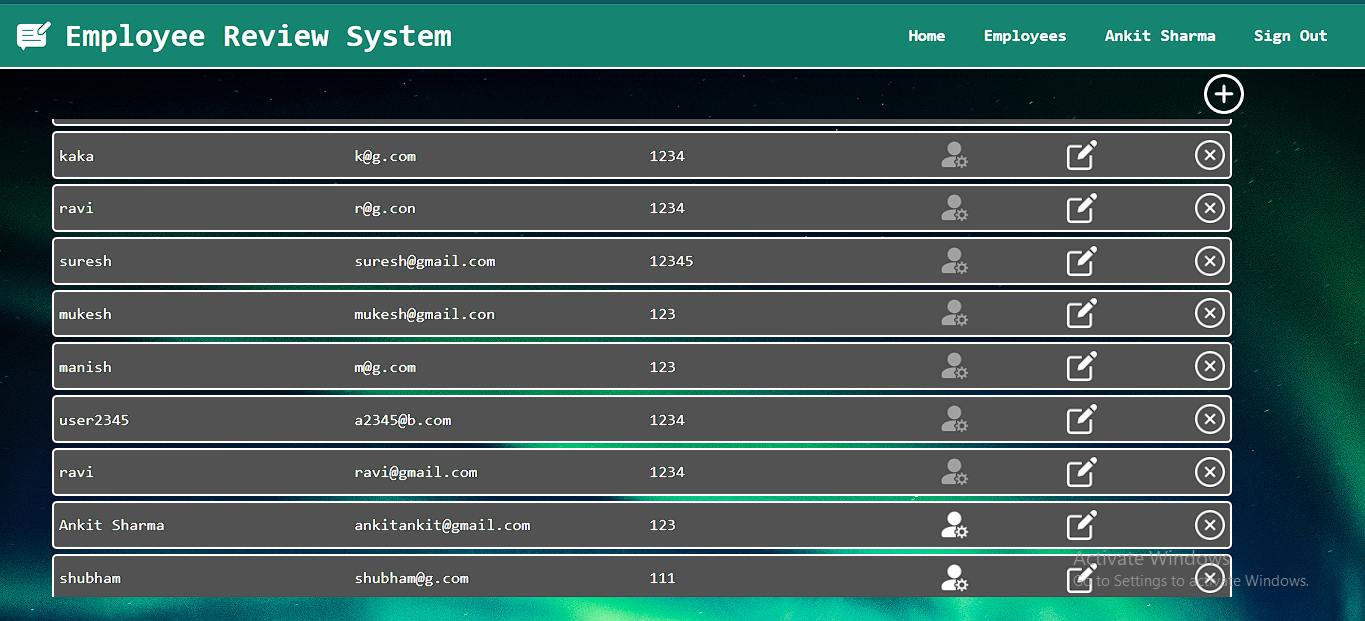 Employee Review System Home Employees Ankit Sharma Sign Out
kaka k@g.com 1234
ravi r@g.con 1234
suresh suresh@gmail.com 12345
mukesh mukesh@gmail.con 123
manish m@g.com 123
user2345 a2345@b.com 1234
ravi ravi@gmail.com 1234
Ankit Sharma ankitankit@gmail.com 123
shubham shubham@g.com 111
Activate Windows
Go to Settings to activate Windows.